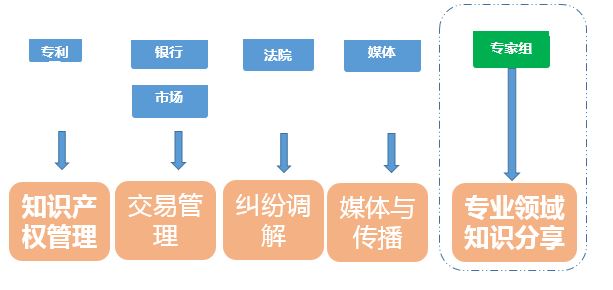 专利
银行
市场
法院
媒体
专家组
知识产
权管理
交易管
理
纠纷调
解
媒体与
传播
专业领域
知识分享